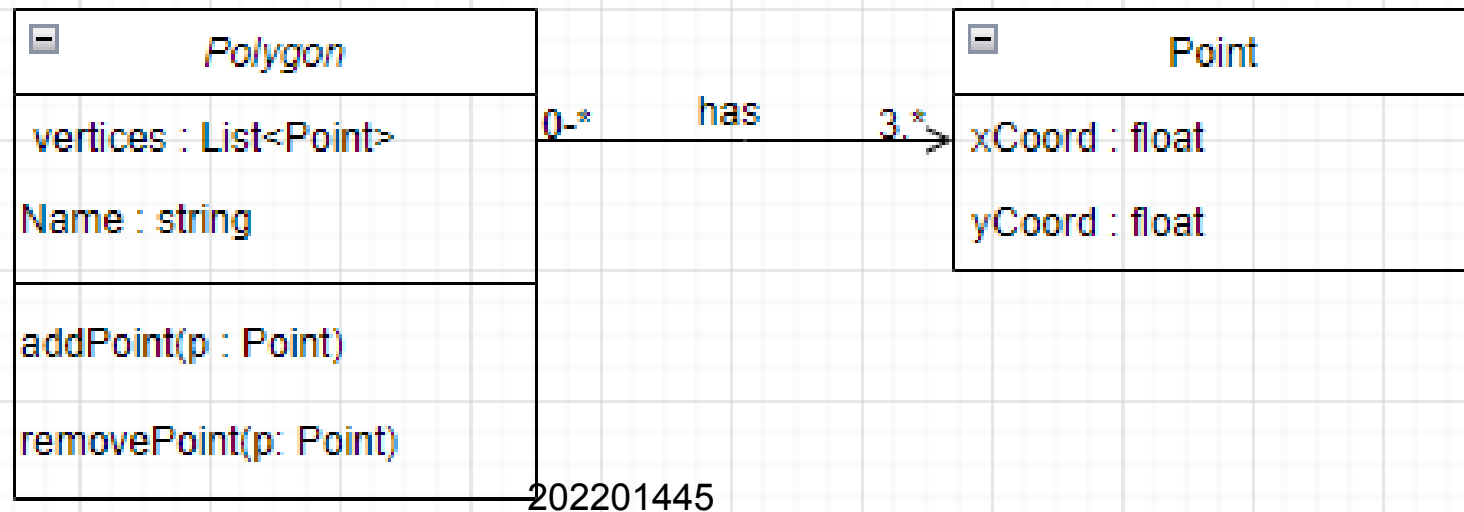 Polygon
vertices : List<Point>
Name : string
addPoint(p : Point)
removePoint(p: Point)
0-*
has
3.*
Point
xCoord : float
yCoord : float
202201445